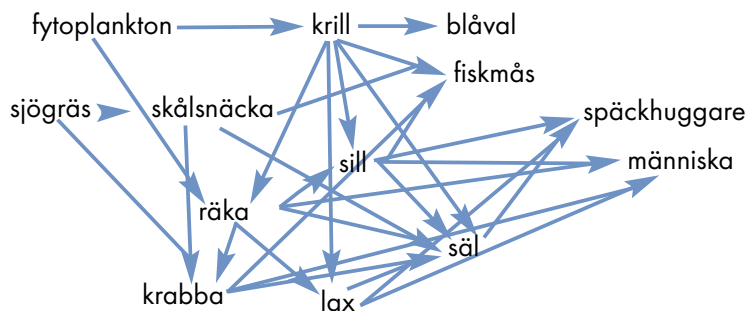 fytoplankton
krill
blåval
fiskmås
sjögräs
skålsnäcka
späckhuggare
sill
människa
räka
säl
krabba
lax